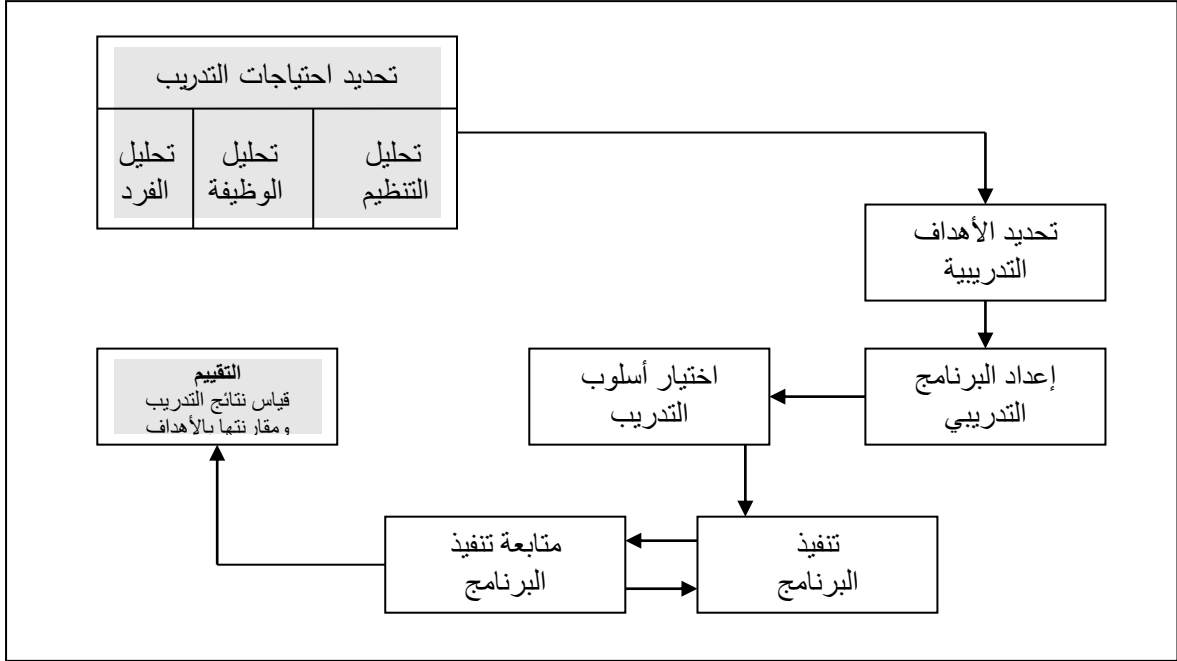 تحديد احتياجات التدريب
تحليل
التنظيم
تحليل
الوظيفة
تحليل
الفرد
تحديد الأهداف
التدريبية
إعداد البرنامج
التدريبي
اختيار أسلوب
التدريب
التقييم
قياس نتائج التدريب
ومقارنتها بالأهداف
تنفيذ
البرنامج
متابعة تنفيذ
البرنامج